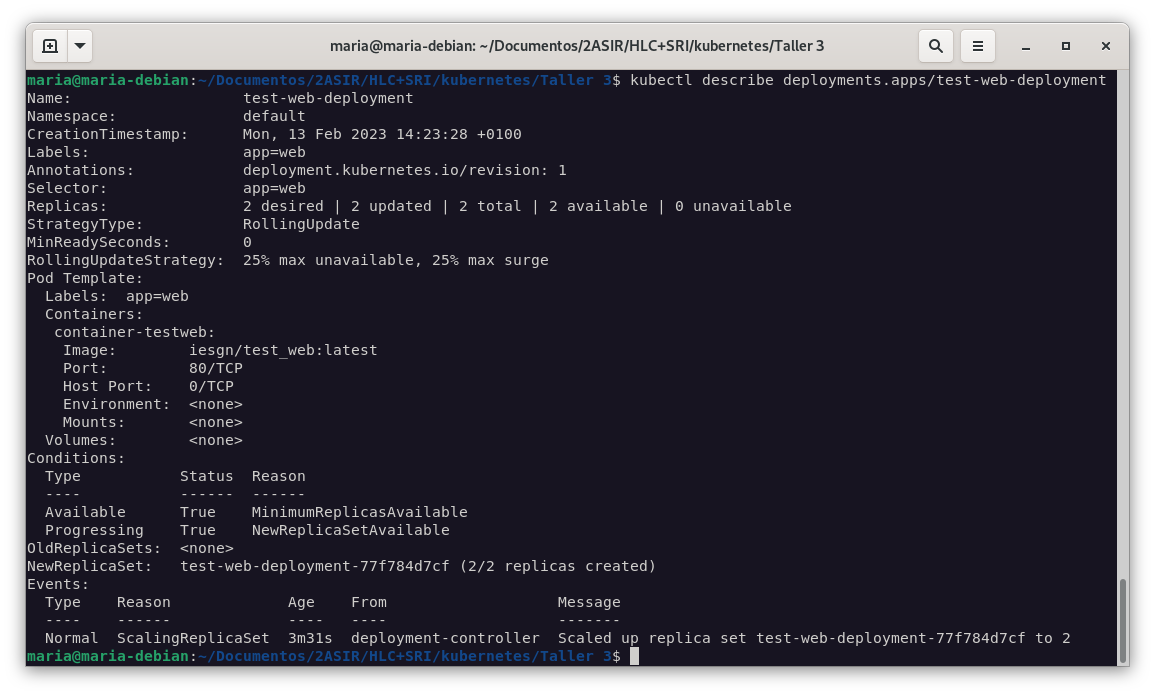 maria@maria-debian: ~/Documentos/2ASIR/HLC+SRI/kubernetes/Taller 3
maria@maria-debian:~/Documentos/2ASIR/HLC+SRI/kubernetes/Taller 3$ kubectl describe deployments.apps/test-web-deployment
Name:                   test-web-deployment
Namespace:              default
CreationTimestamp:      Mon, 13 Feb 2023 14:23:28 +0100
Labels:                 app=web
Annotations:            deployment.kubernetes.io/revision: 1
Selector:               app=web
Replicas:               2 desired | 2 updated | 2 total | 2 available | 0 unavailable
StrategyType:           RollingUpdate
MinReadySeconds:        0
RollingUpdateStrategy:  25% max unavailable, 25% max surge
Pod Template:
  Labels:  app=web
  Containers:
   container-testweb:
    Image:        iesgn/test_web:latest
    Port:         80/TCP
    Host Port:    0/TCP
    Environment:  <none>
    Mounts:       <none>
  Volumes:        <none>
Conditions:
  Type           Status  Reason
  ----           ------  ------
  Available      True    MinimumReplicasAvailable
  Progressing    True    NewReplicaSetAvailable
OldReplicaSets:  <none>
NewReplicaSet:   test-web-deployment-77f784d7cf (2/2 replicas created)
Events:
  Type    Reason             Age    From                   Message
  ----    ------             ----   ----                   -------
  Normal  ScalingReplicaSet  3m31s  deployment-controller  Scaled up replica set test-web-deployment-77f784d7cf to 2
maria@maria-debian:~/Documentos/2ASIR/HLC+SRI/kubernetes/Taller 3$